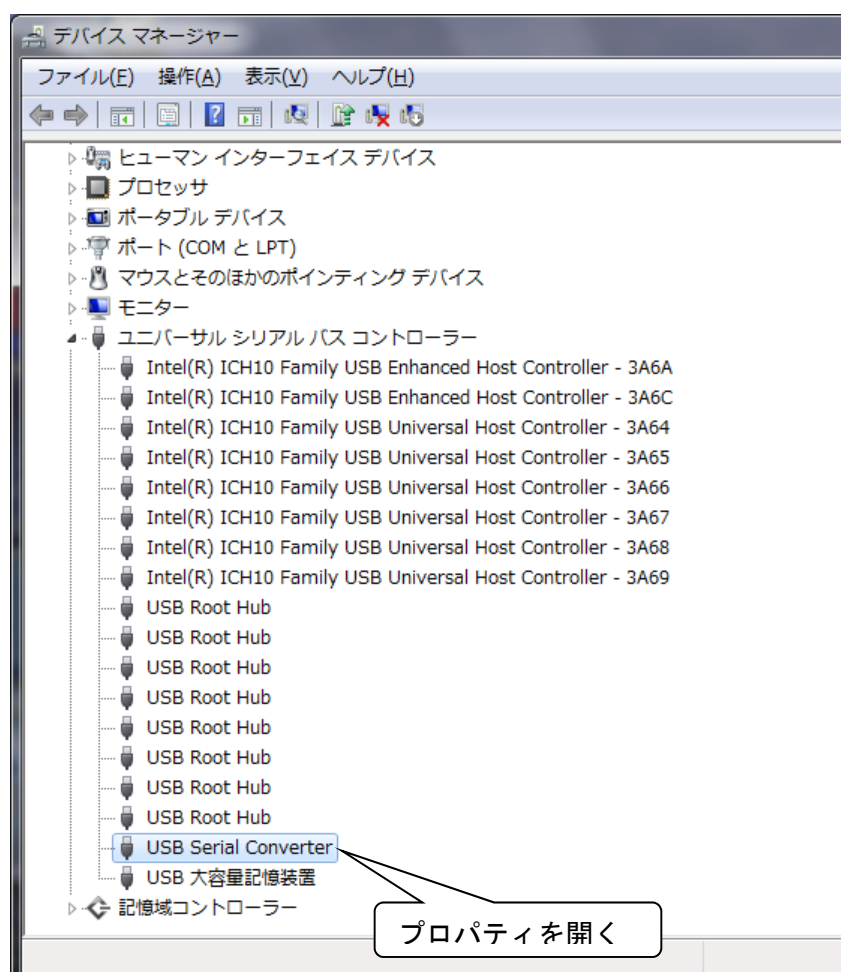 デバイス マネージャー
ファイル(F) 操作(A) 表示(V) ヘルプ(H)
ヒューマン インターフェイス デバイス
プロセッサ
ポータブル デバイス
ポート (COM と LPT)
マウスとそのほかのポインティング デバイス
モニター
ユニバーサル シリアル バス コントローラー
Intel(R) ICH10 Family USB Enhanced Host Controller - 3A6A
Intel(R) ICH10 Family USB Enhanced Host Controller - 3A6C
Intel(R) ICH10 Family USB Universal Host Controller - 3A64
Intel(R) ICH10 Family USB Universal Host Controller - 3A65
Intel(R) ICH10 Family USB Universal Host Controller - 3A66
Intel(R) ICH10 Family USB Universal Host Controller - 3A67
Intel(R) ICH10 Family USB Universal Host Controller - 3A68
Intel(R) ICH10 Family USB Universal Host Controller - 3A69
USB Root Hub
USB Root Hub
USB Root Hub
USB Root Hub
USB Root Hub
USB Root Hub
USB Root Hub
USB Root Hub
USB Serial Converter
USB 大容量記憶装置
記憶域コントローラー
プロパティを開く